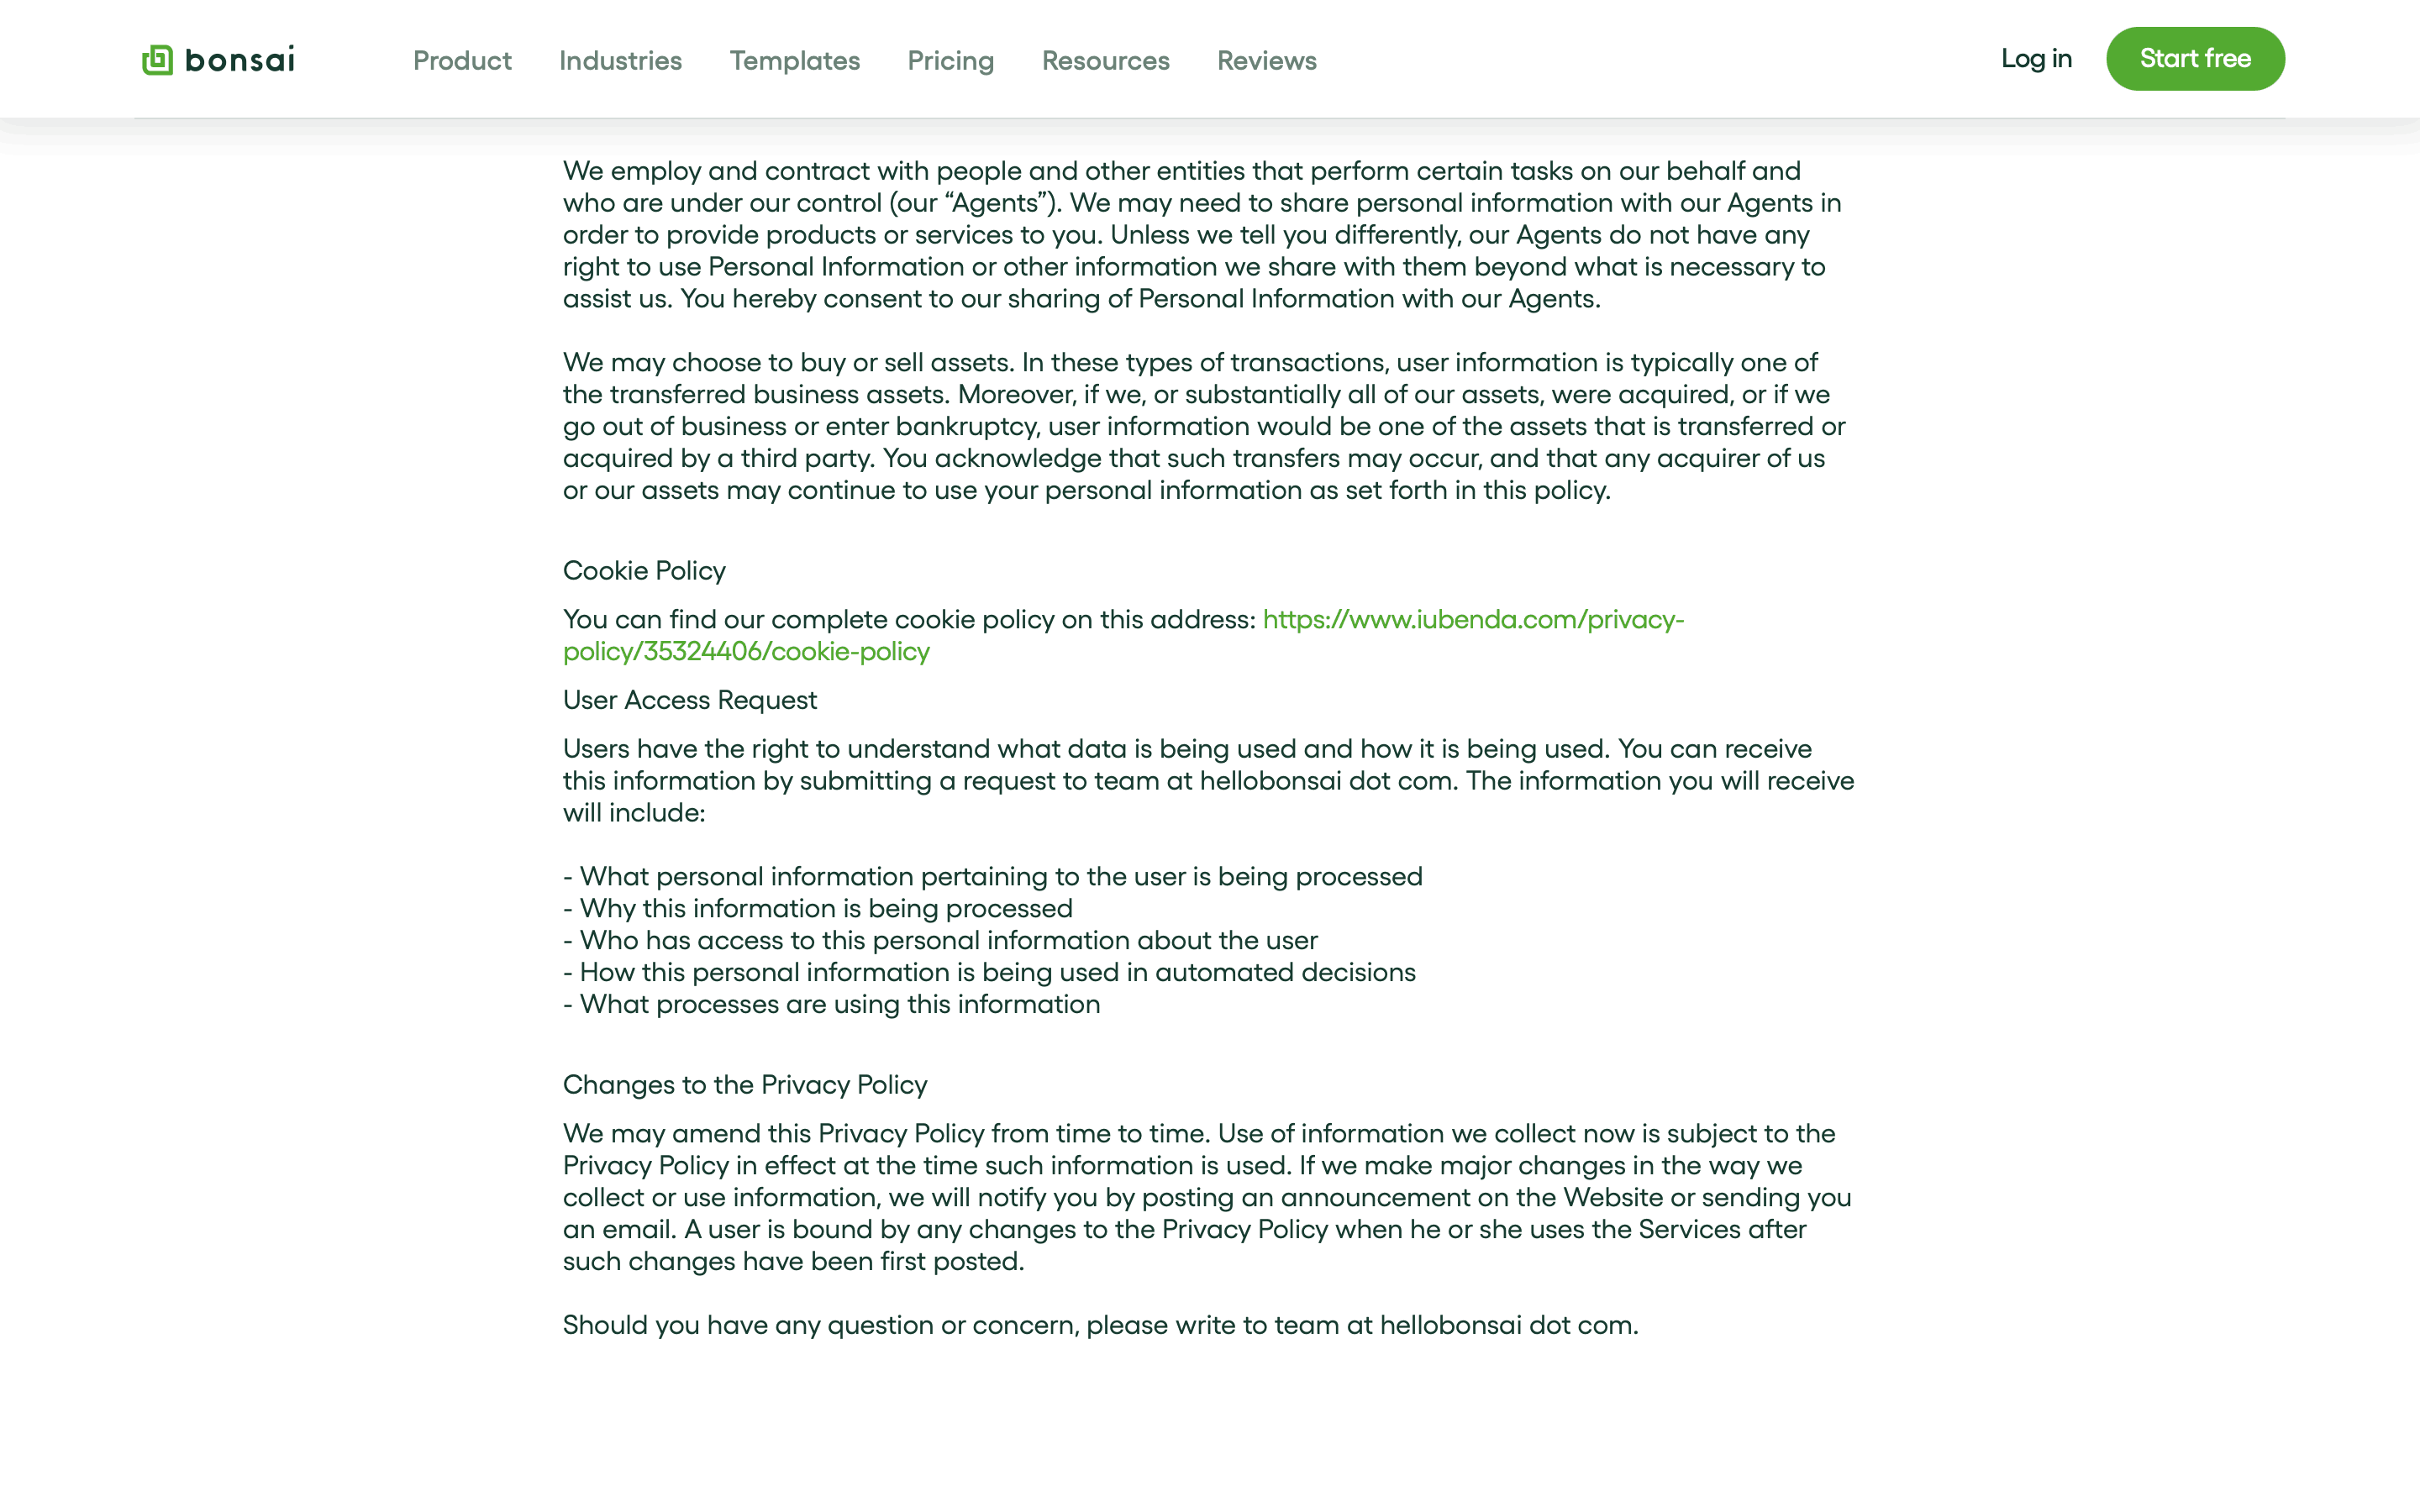 bonsai
Product Industries Templates Pricing Resources Reviews
Log in
Start free
We employ and contract with people and other entities that perform certain tasks on our behalf and
who are under our control (our “Agents”). We may need to share personal information with our Agents in
order to provide products or services to you. Unless we tell you differently, our Agents do not have any
right to use Personal Information or other information we share with them beyond what is necessary to
assist us. You hereby consent to our sharing of Personal Information with our Agents.
We may choose to buy or sell assets. In these types of transactions, user information is typically one of
the transferred business assets. Moreover, if we, or substantially all of our assets, were acquired, or if we
go out of business or enter bankruptcy, user information would be one of the assets that is transferred or
acquired by a third party. You acknowledge that such transfers may occur, and that any acquirer of us
or our assets may continue to use your personal information as set forth in this policy.
Cookie Policy
You can find our complete cookie policy on this address: https://www.iubenda.com/privacy-
policy/35324406/cookie-policy
User Access Request
Users have the right to understand what data is being used and how it is being used. You can receive
this information by submitting a request to team at hellobonsai dot com. The information you will receive
will include:
- What personal information pertaining to the user is being processed
- Why this information is being processed
- Who has access to this personal information about the user
- How this personal information is being used in automated decisions
- What processes are using this information
Changes to the Privacy Policy
We may amend this Privacy Policy from time to time. Use of information we collect now is subject to the
Privacy Policy in effect at the time such information is used. If we make major changes in the way we
collect or use information, we will notify you by posting an announcement on the Website or sending you
an email. A user is bound by any changes to the Privacy Policy when he or she uses the Services after
such changes have been first posted.
Should you have any question or concern, please write to team at hellobonsai dot com.